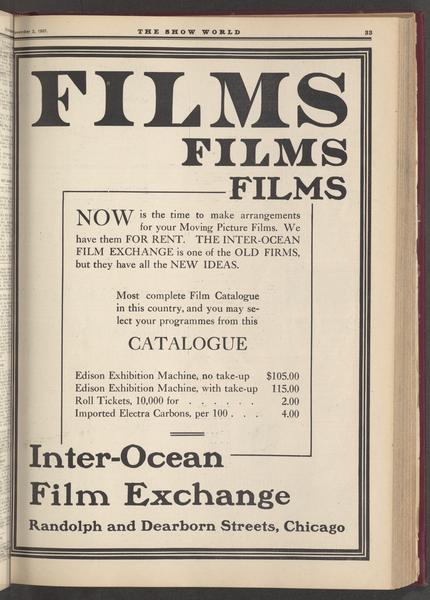 2, 1907.
THE SHOW WORLD
33
FILMS
FILMS
FILMS
NOW is the time to make arrangements
for your Moving Picture Films. We
have them FOR RENT. THE INTER-OCEAN
FILM EXCHANGE is one of the OLD FIRMS,
but they have all the NEW IDEAS.
Most complete Film Catalogue
in this country, and you may se-
lect your programmes from this
CATALOGUE
Edison Exhibition Machine, no take-up $105.00
Edison Exhibition Machine, with take-up 115.00
Roll Tickets, 10,000 for . . . . . . 2.00
Imported Electra Carbons, per 100 . . . 4.00
Inter-Ocean
Film Exchange
Randolph and Dearborn Streets, Chicago